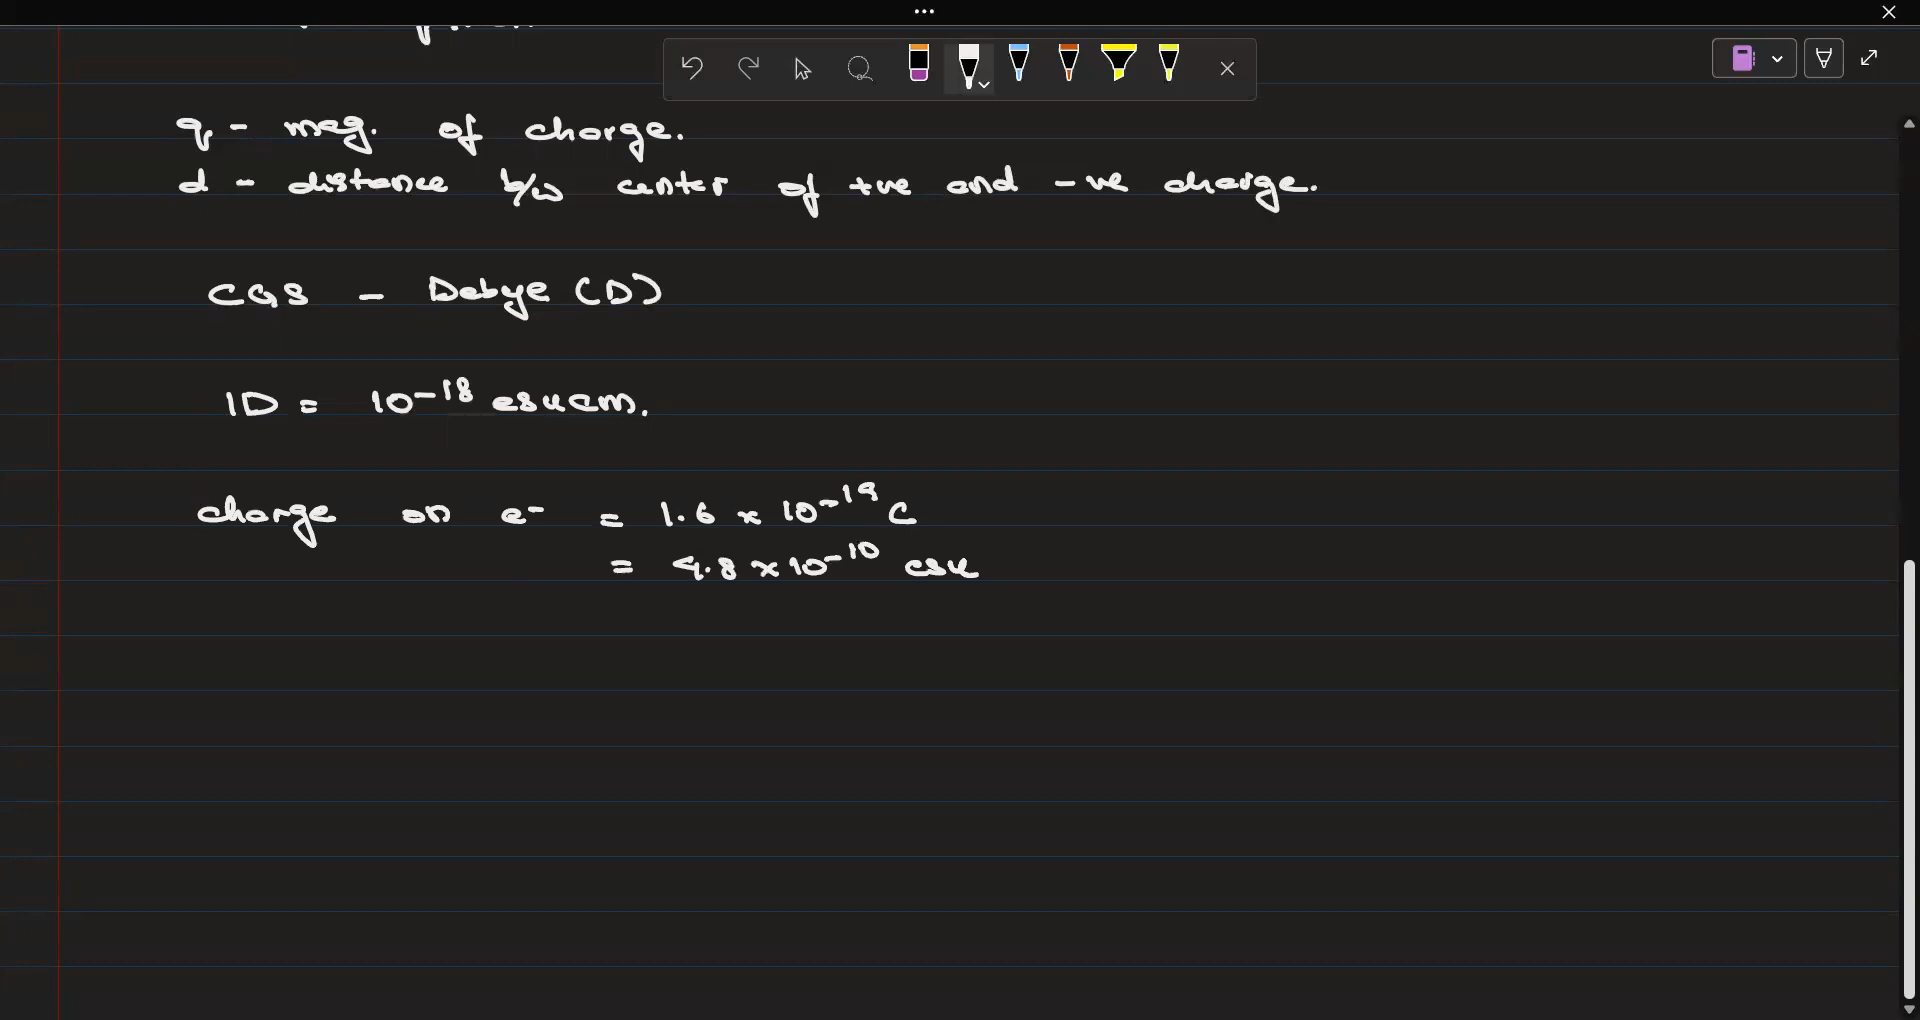 q - mag. of charge.
d - distance b/w center of +ve and -ve charge.
CGS - Debye (D)
1D = 10-18 esucm.
charge on e- = 1.6 x 10-19 C
= 4.8 x 10-10 esu